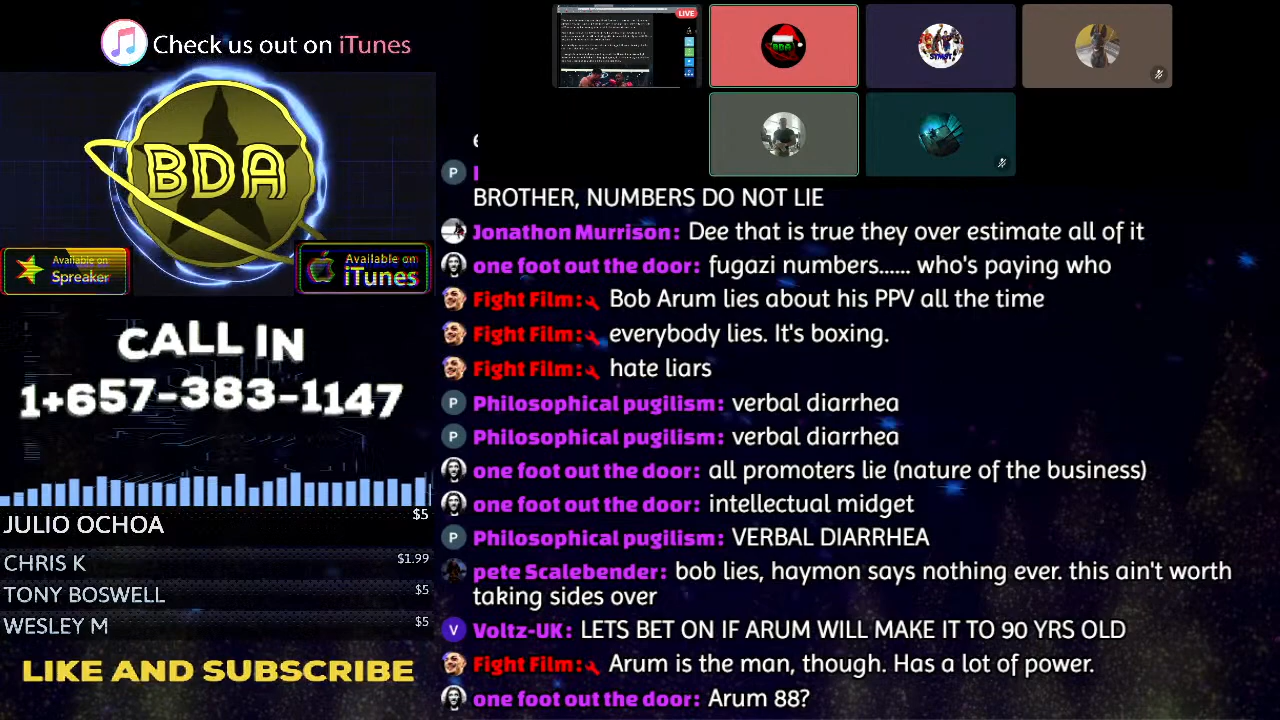 Check us out on iTunes
LIVE
BDA
BDA
Available on
Spreaker
Available on
iTunes
CALL IN
1+657-383-1147
JULIO OCHOA $5
CHRIS K $1.99
TONY BOSWELL $5
WESLEY M $5
LIKE AND SUBSCRIBE
P
BROTHER, NUMBERS DO NOT LIE
Jonathon Murrison: Dee that is true they over estimate all of it
one foot out the door: fugazi numbers...... who's paying who
Fight Film: Bob Arum lies about his PPV all the time
Fight Film: everybody lies. It's boxing.
Fight Film: hate liars
P Philosophical pugilism: verbal diarrhea
P Philosophical pugilism: verbal diarrhea
one foot out the door: all promoters lie (nature of the business)
one foot out the door: intellectual midget
P Philosophical pugilism: VERBAL DIARRHEA
pete Scalebender: bob lies, haymon says nothing ever. this ain't worth
taking sides over
V Voltz-UK: LETS BET ON IF ARUM WILL MAKE IT TO 90 YRS OLD
Fight Film: Arum is the man, though. Has a lot of power.
one foot out the door: Arum 88?